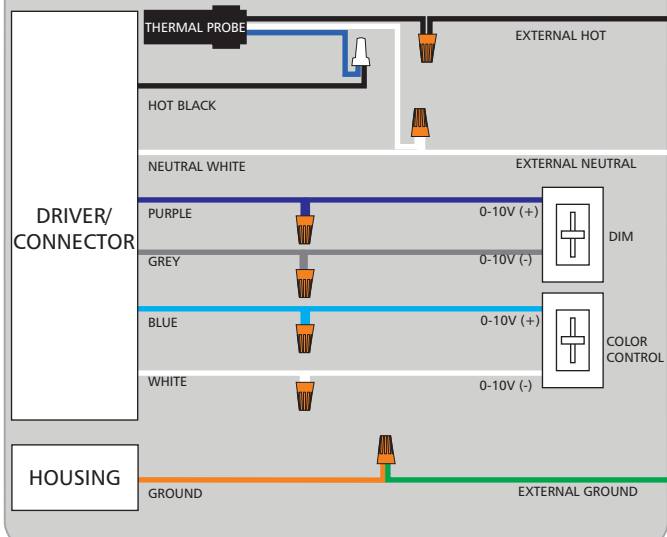 THERMAL PROBE
EXTERNAL HOT
HOT BLACK
NEUTRAL WHITE
EXTERNAL NEUTRAL
DRIVER/
CONNECTOR
PURPLE
0-10V (+)
DIM
GREY
0-10V (-)
BLUE
0-10V (+)
COLOR
CONTROL
WHITE
0-10V (-)
HOUSING
GROUND
EXTERNAL GROUND